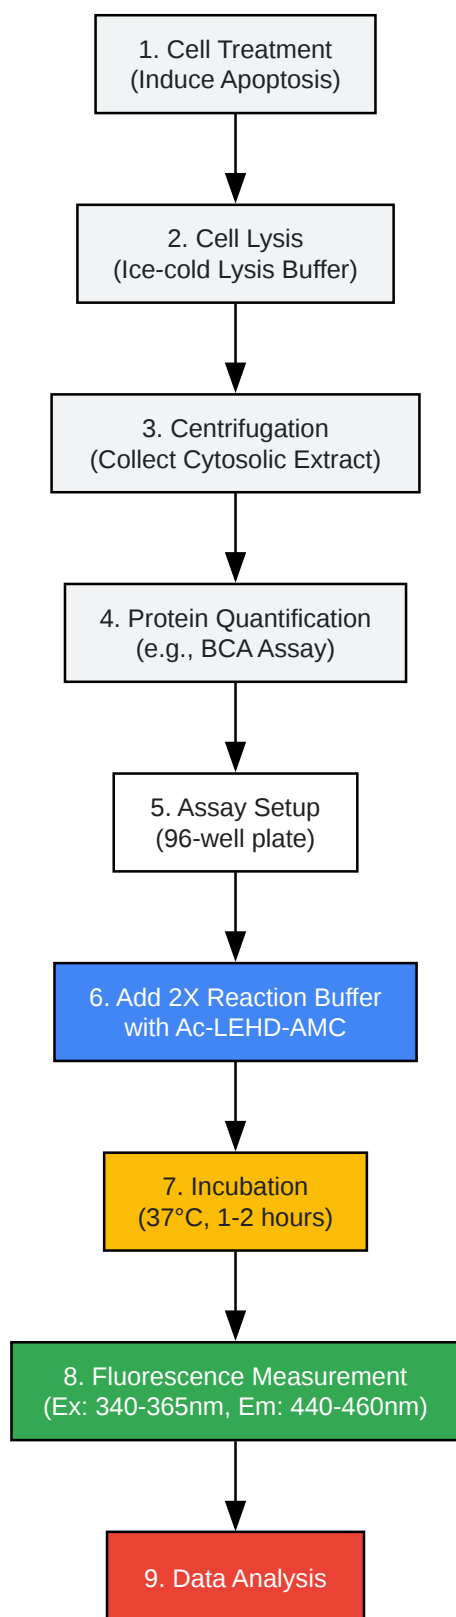 1. Cell Treatment
(Induce Apoptosis)
2. Cell Lysis
(Ice-cold Lysis Buffer)
3. Centrifugation
(Collect Cytosolic Extract)
4. Protein Quantification
(e.g., BCA Assay)
5. Assay Setup
(96-well plate)
6. Add 2X Reaction Buffer
with Ac-LEHD-AMC
7. Incubation
(37°C, 1-2 hours)
8. Fluorescence Measurement
(Ex: 340-365nm, Em: 440-460nm)
9. Data Analysis